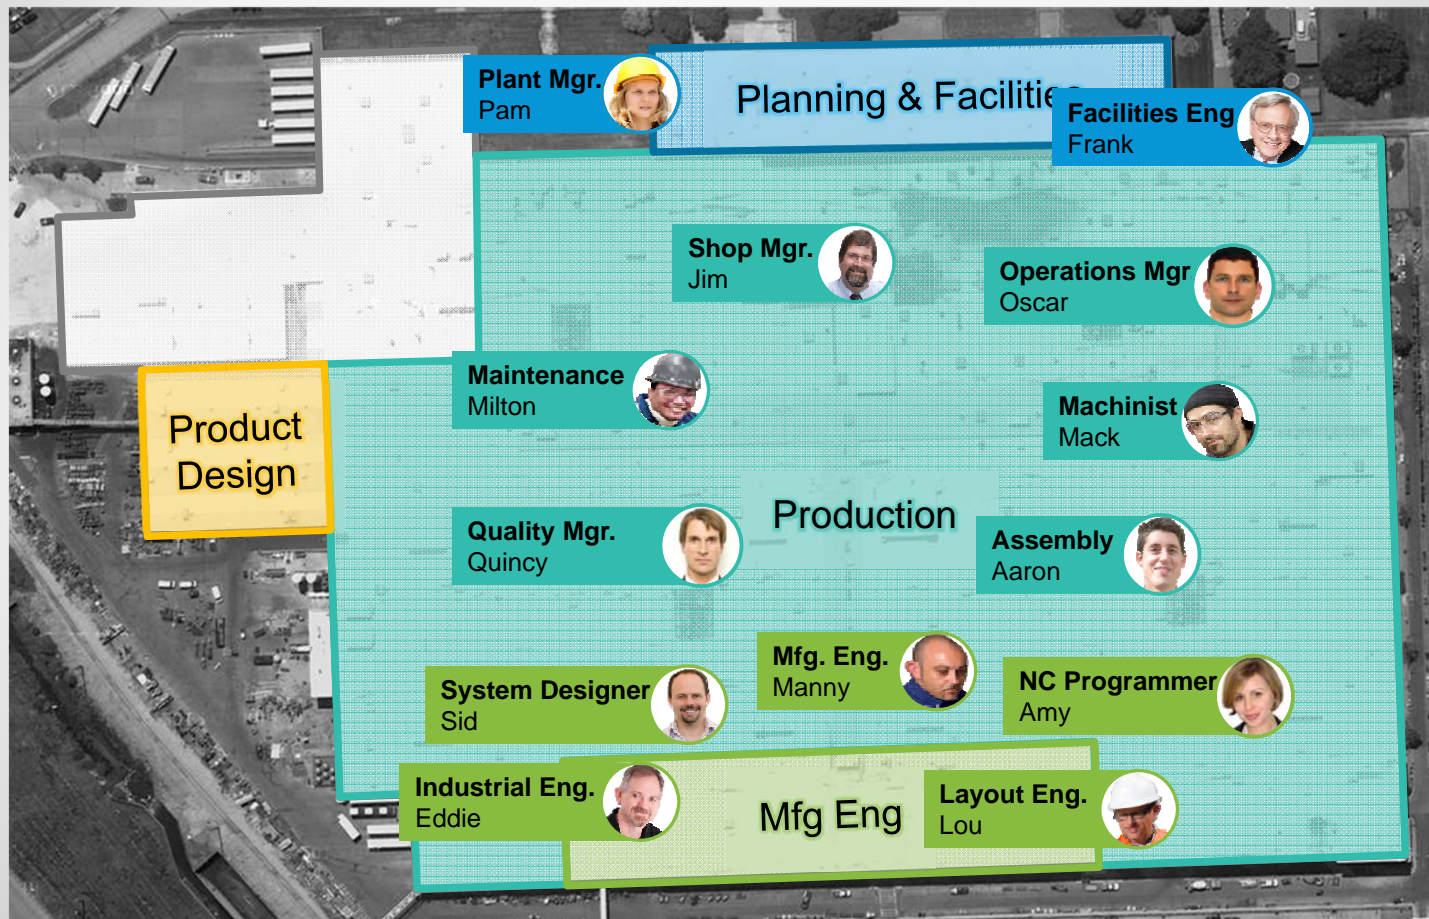 Plant Mgr.
Pam
Planning & Facilities
Facilities Eng
Frank
Shop Mgr.
Jim
Operations Mgr
Oscar
Maintenance
Milton
Machinist
Mack
Product
Design
Production
Quality Mgr.
Quincy
Assembly
Aaron
Mfg. Eng.
Manny
System Designer
Sid
NC Programmer
Amy
Industrial Eng.
Eddie
Mfg Eng
Layout Eng.
Lou